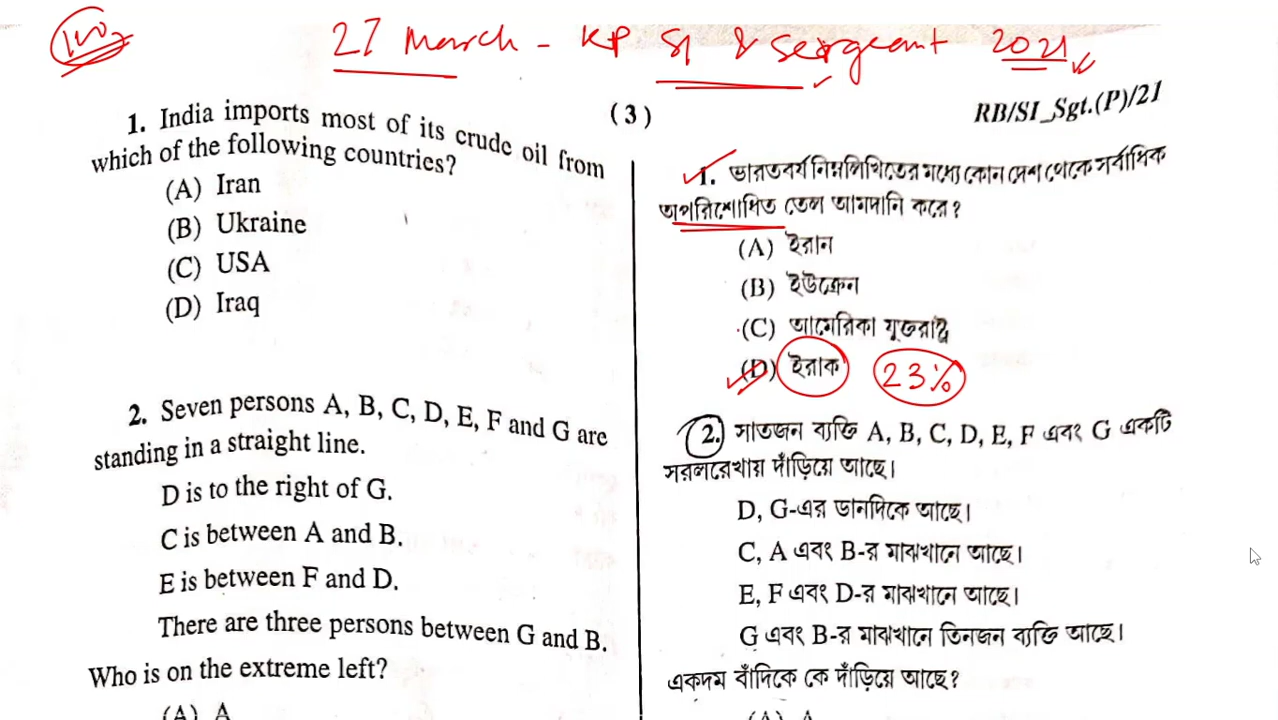 27 March - KP SI & Sergeant 2021
(3)
RB/SI_Sgt.(P)/21
1. India imports most of its crude oil from
which of the following countries?
(A) Iran
(B) Ukraine
(C) USA
(D) Iraq
2. Seven persons A, B, C, D, E, F and G are
standing in a straight line.
D is to the right of G.
C is between A and B.
E is between F and D.
There are three persons between G and B.
Who is on the extreme left?
(A) A
1. ভারতবর্ষ নিম্নলিখিতের মধ্যে কোন দেশ থেকে সর্বাধিক
অপরিশোধিত তেল আমদানি করে?
(A) ইরান
(B) ইউক্রেন
(C) আমেরিকা যুক্তরাষ্ট্র
(D) ইরাক 23%
2. সাতজন ব্যক্তি A, B, C, D, E, F এবং G একটি
সরলরেখায় দাঁড়িয়ে আছে।
D, G-এর ডানদিকে আছে।
C, A এবং B-র মাঝখানে আছে।
E, F এবং D-র মাঝখানে আছে।
G এবং B-র মাঝখানে তিনজন ব্যক্তি আছে।
একদম বাঁদিকে কে দাঁড়িয়ে আছে?
(A) A